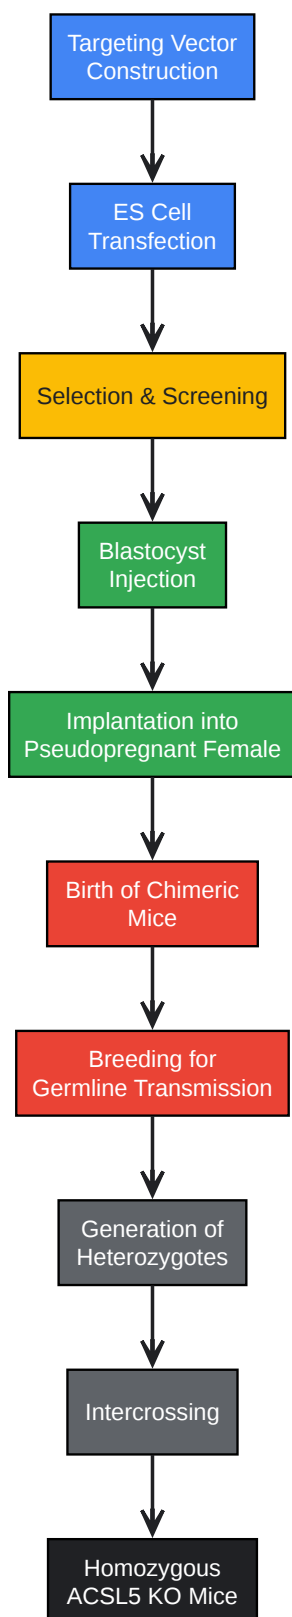 Targeting Vector
Construction
ES Cell
Transfection
Selection & Screening
Blastocyst
Injection
Implantation into
Pseudopregnant Female
Birth of Chimeric
Mice
Breeding for
Germline Transmission
Generation of
Heterozygotes
Intercrossing
Homozygous
ACSL5 KO Mice